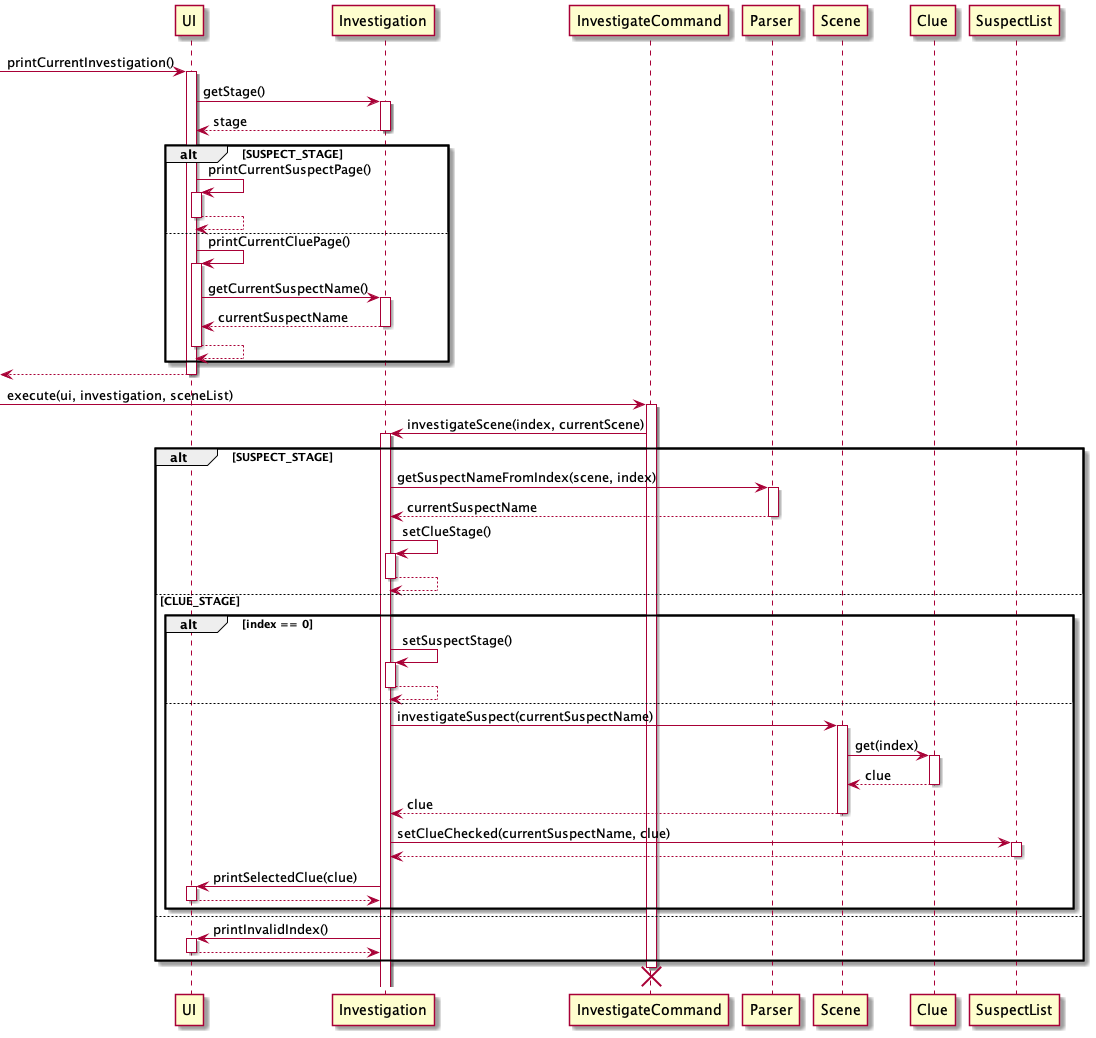 UI Investigation InvestigateCommand Parser Scene Clue SuspectList
printCurrentInvestigation()
getStage()
stage
alt [SUSPECT_STAGE]
printCurrentSuspectPage()
printCurrentCluePage()
getCurrentSuspectName()
currentSuspectName
execute(ui, investigation, sceneList)
investigateScene(index, currentScene)
alt [SUSPECT_STAGE]
getSuspectNameFromIndex(scene, index)
currentSuspectName
setClueStage()
[CLUE_STAGE]
alt [index == 0]
setSuspectStage()
investigateSuspect(currentSuspectName)
get(index)
clue
clue
setClueChecked(currentSuspectName, clue)
printSelectedClue(clue)
printInvalidIndex()
UI Investigation InvestigateCommand Parser Scene Clue SuspectList